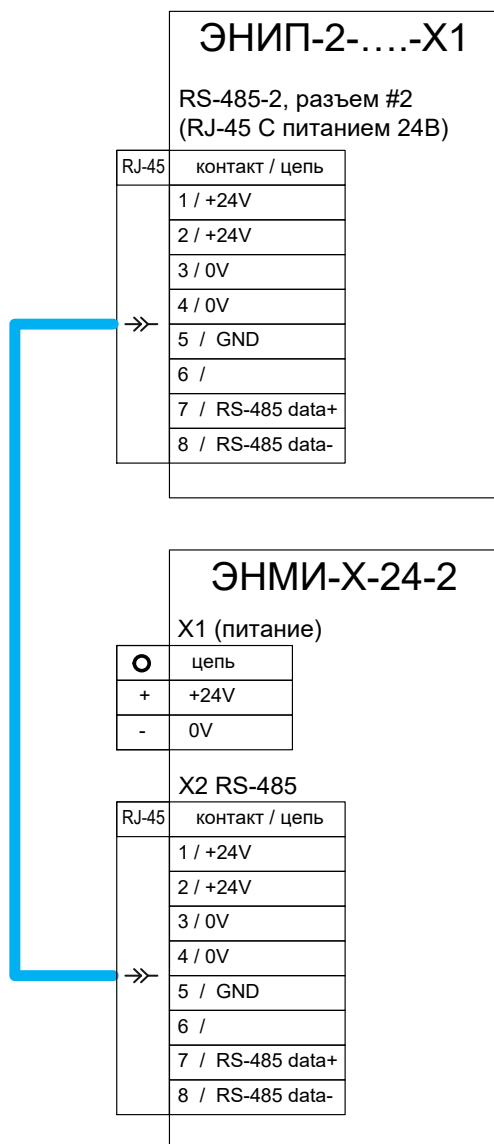 ЭНИП-2-….-X1
RS-485-2, разъем #2
(RJ-45 С питанием 24В)
RJ-45 контакт / цепь
1 / +24V
2 / +24V
3 / 0V
4 / 0V
5 / GND
6 /
7 / RS-485 data+
8 / RS-485 data-
ЭНМИ-X-24-2
X1 (питание)
цепь
+ +24V
- 0V
X2 RS-485
RJ-45 контакт / цепь
1 / +24V
2 / +24V
3 / 0V
4 / 0V
5 / GND
6 /
7 / RS-485 data+
8 / RS-485 data-